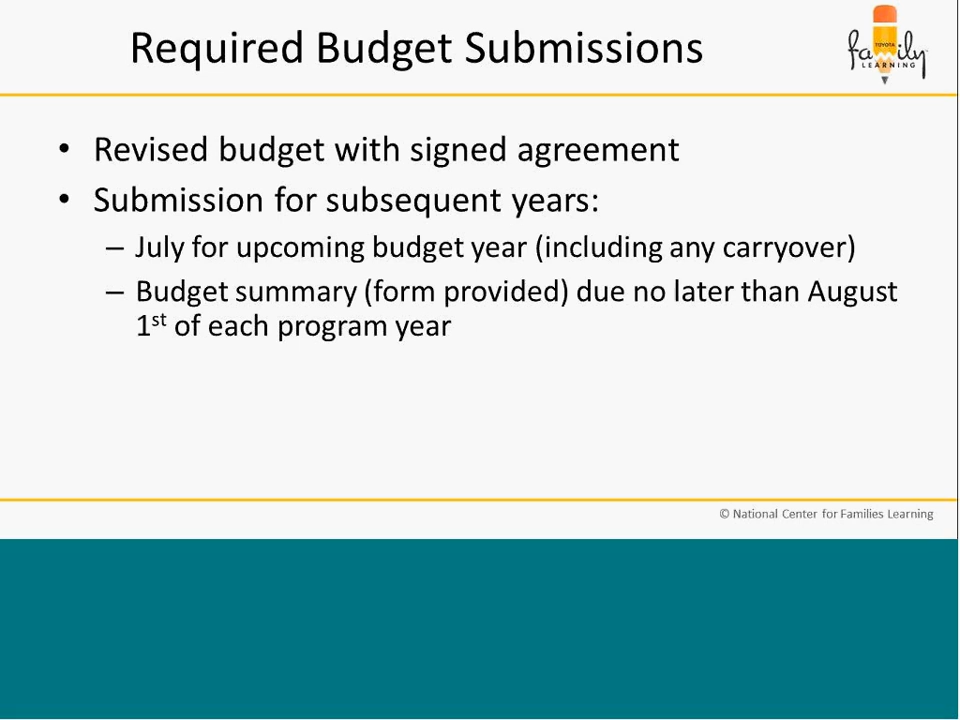 Required Budget Submissions
family
TOYOTA
LEARNING
• Revised budget with signed agreement
• Submission for subsequent years:
– July for upcoming budget year (including any carryover)
– Budget summary (form provided) due no later than August
1st of each program year
© National Center for Families Learning